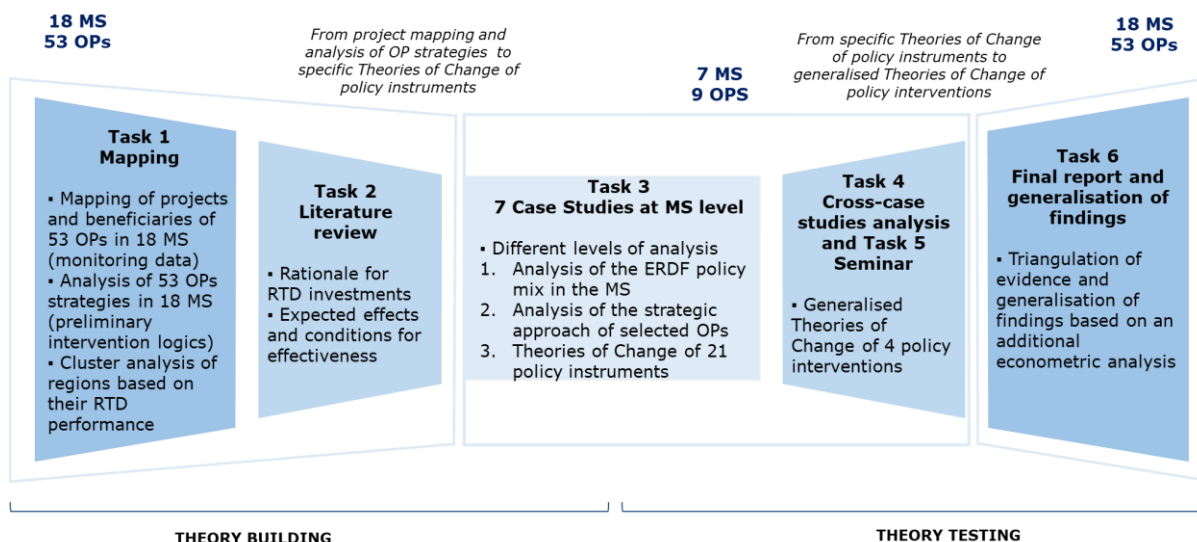 18 MS
53 OPs
From project mapping and
analysis of OP strategies to
specific Theories of Change of
policy instruments
7 MS
9 OPS
From specific Theories of Change
of policy instruments to
generalised Theories of Change of
policy interventions
18 MS
53 OPs
Task 1
Mapping
▪ Mapping of projects
and beneficiaries of
53 OPs in 18 MS
(monitoring data)
▪ Analysis of 53 OPs
strategies in 18 MS
(preliminary
intervention logics)
▪ Cluster analysis of
regions based on
their RTD
performance
Task 2
Literature
review
▪ Rationale for
RTD investments
▪ Expected effects
and conditions for
effectiveness
Task 3
7 Case Studies at MS level
▪ Different levels of analysis
1. Analysis of the ERDF policy
mix in the MS
2. Analysis of the strategic
approach of selected OPs
3. Theories of Change of 21
policy instruments
Task 4
Cross-case
studies analysis
and Task 5
Seminar
▪ Generalised
Theories of
Change of 4 policy
interventions
Task 6
Final report and
generalisation of
findings
▪ Triangulation of
evidence and
generalisation of
findings based on an
additional
econometric analysis
THEORY BUILDING
THEORY TESTING